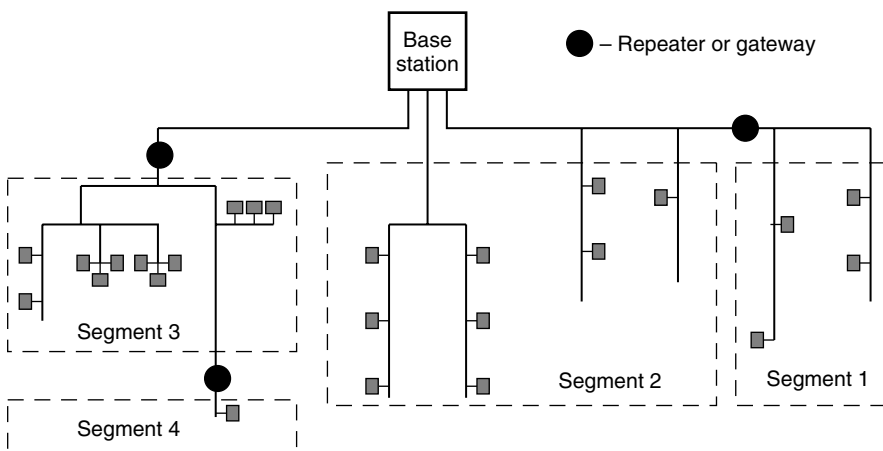 Base
station
– Repeater or gateway
Segment 3
Segment 2
Segment 1
Segment 4